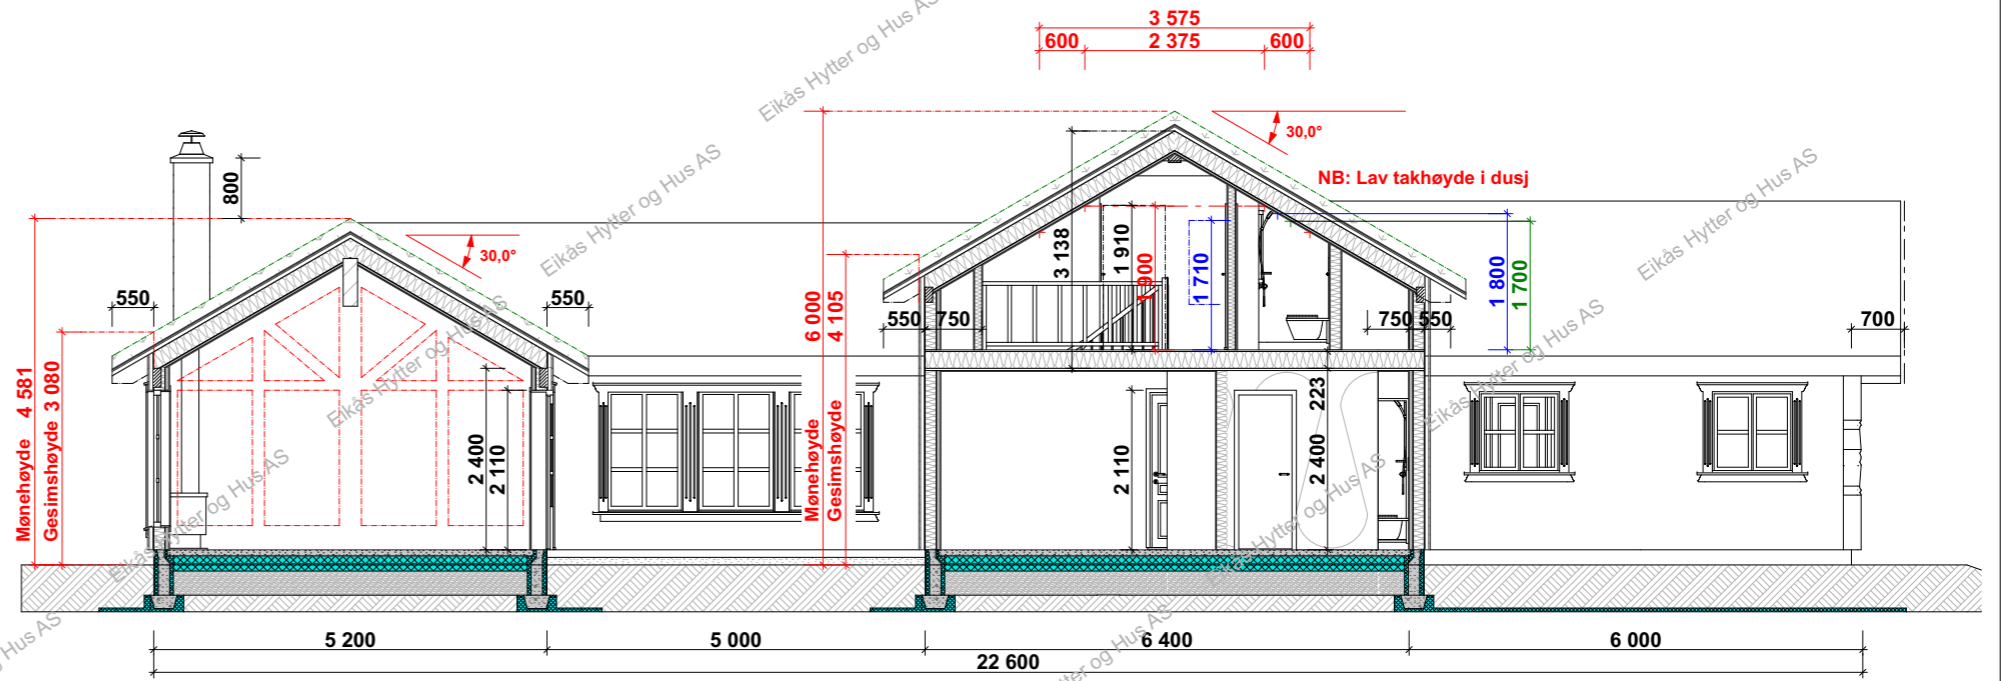 3 575
600
2 375
600
Eikås Hytter og Hus AS
30,0°
Eikås Hytter og Hus AS
NB: Lav takhøyde i dusj
Eikås Hytter og Hus AS
800
3 138
1 910
1 900
1 710
1 800
1 700
30,0°
550
550
550
750
750
550
700
Mønehøyde 4 581
Gesimshøyde 3 080
Mønehøyde 6 000
Gesimshøyde 4 105
Eikås Hytter og Hus AS
Eikås Hytter og Hus AS
2 400
2 110
2 110
223
2 400
Eikås Hytter og Hus AS
Eikås Hytter og Hus AS
og Hus AS
tter og Hus AS
5 200
5 000
6 400
6 000
22 600